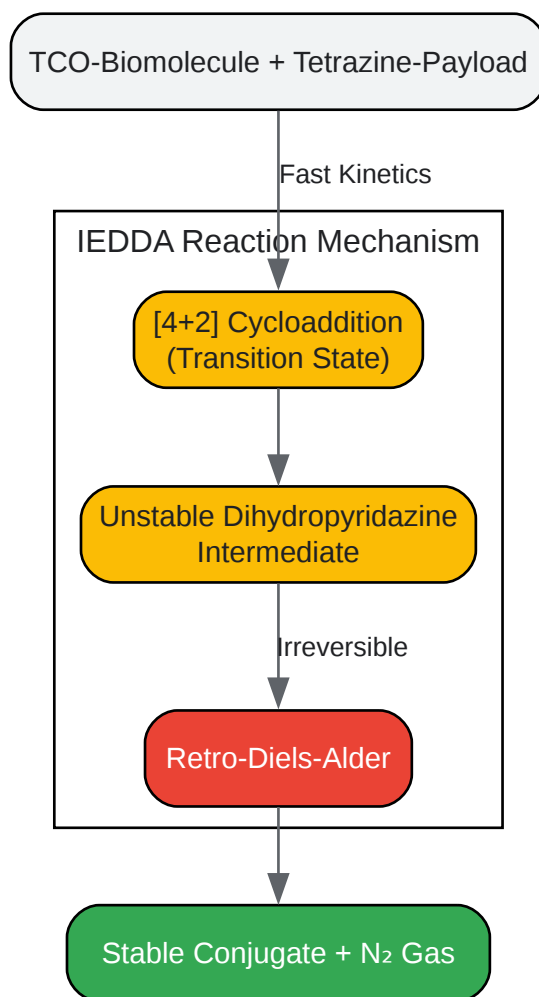 TCO-Biomolecule + Tetrazine-Payload
Fast Kinetics
IEDDA Reaction Mechanism
[4+2] Cycloaddition
(Transition State)
Unstable Dihydropyridazine
Intermediate
Irreversible
Retro-Diels-Alder
Stable Conjugate + N₂ Gas